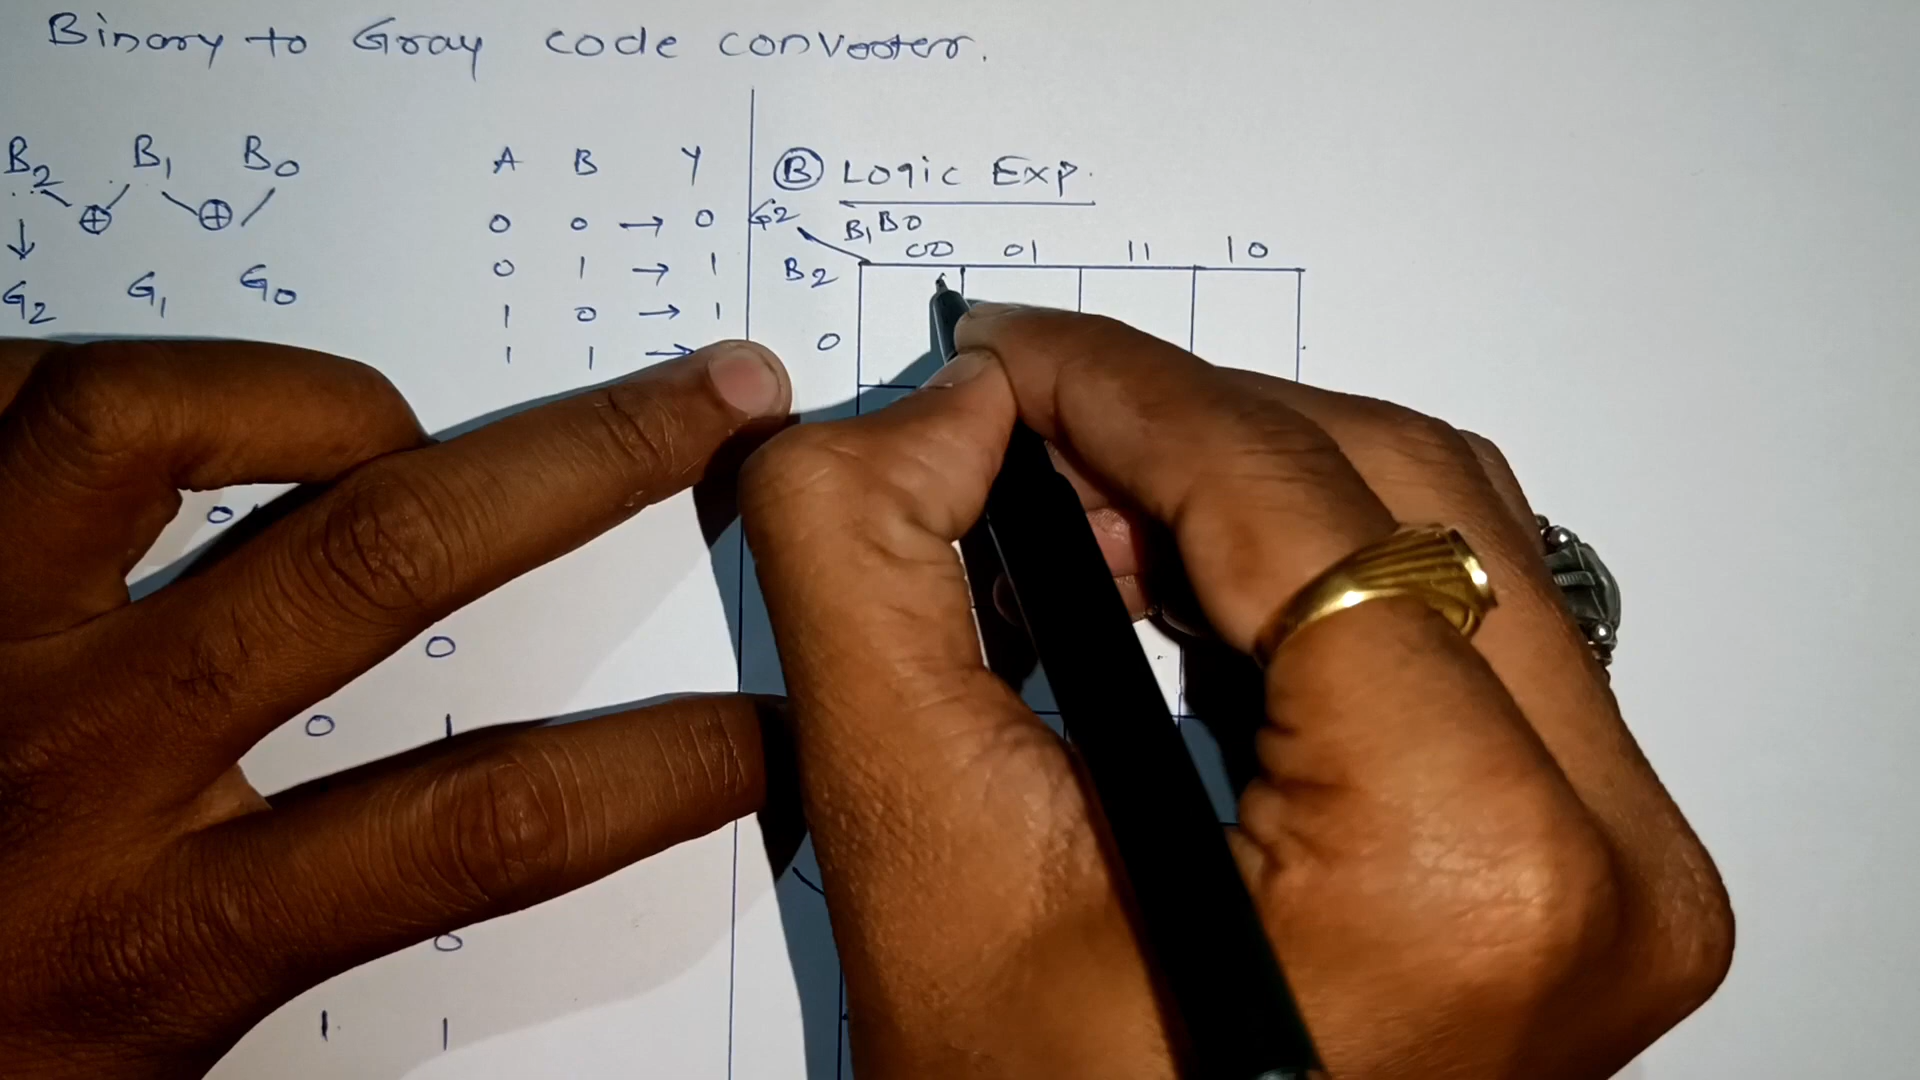 Binary to Gray code converter.
B2 B1 B0
⊕ ⊕
↓
G2 G1 G0
A B Y
0 0 → 0
0 1 → 1
1 0 → 1
1 1 →
0
0
0 1
0
1 1
Ⓑ Logic Exp.
G2 B1 B0
00 01 11 10
B2
0